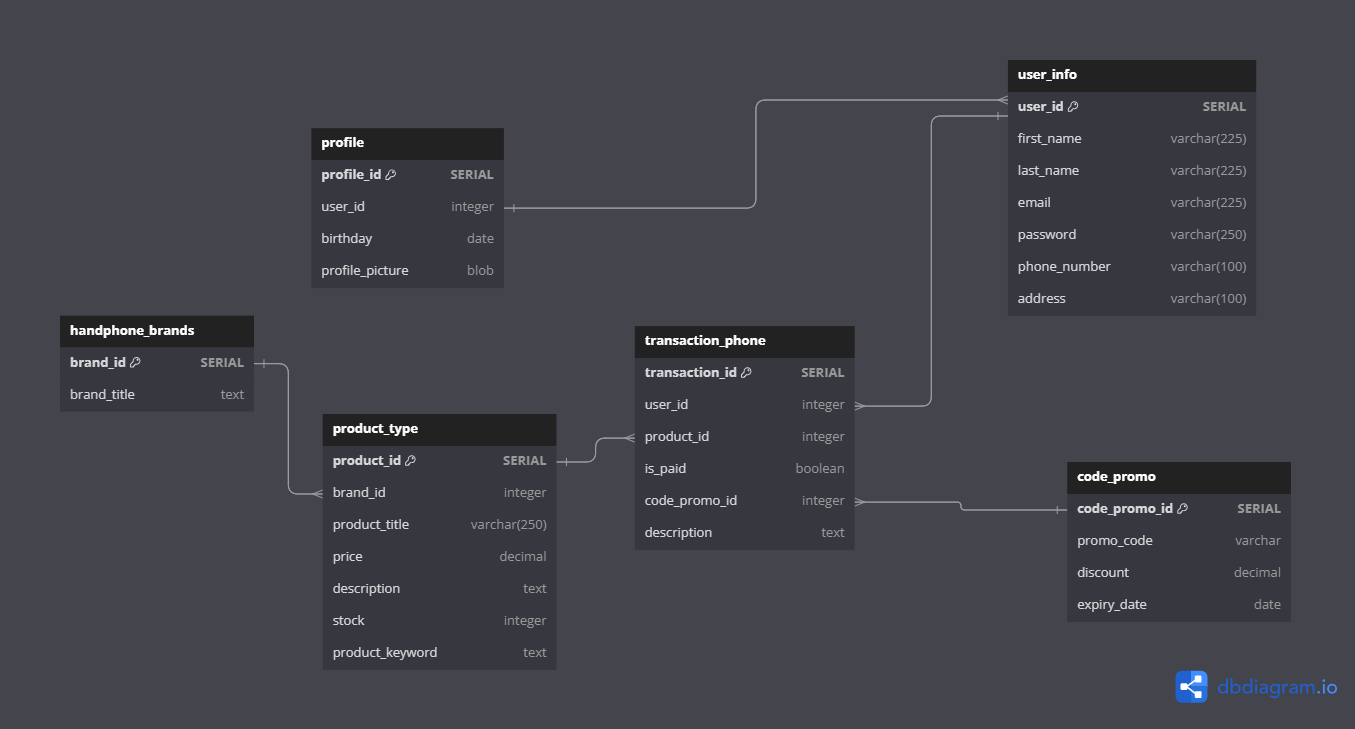 user_info
user_id SERIAL
first_name varchar(225)
last_name varchar(225)
email varchar(225)
password varchar(250)
phone_number varchar(100)
address varchar(100)
profile
profile_id SERIAL
user_id integer
birthday date
profile_picture blob
handphone_brands
brand_id SERIAL
brand_title text
transaction_phone
transaction_id SERIAL
user_id integer
product_id integer
is_paid boolean
code_promo_id integer
description text
product_type
product_id SERIAL
brand_id integer
product_title varchar(250)
price decimal
description text
stock integer
product_keyword text
code_promo
code_promo_id SERIAL
promo_code varchar
discount decimal
expiry_date date
dbdiagram.io